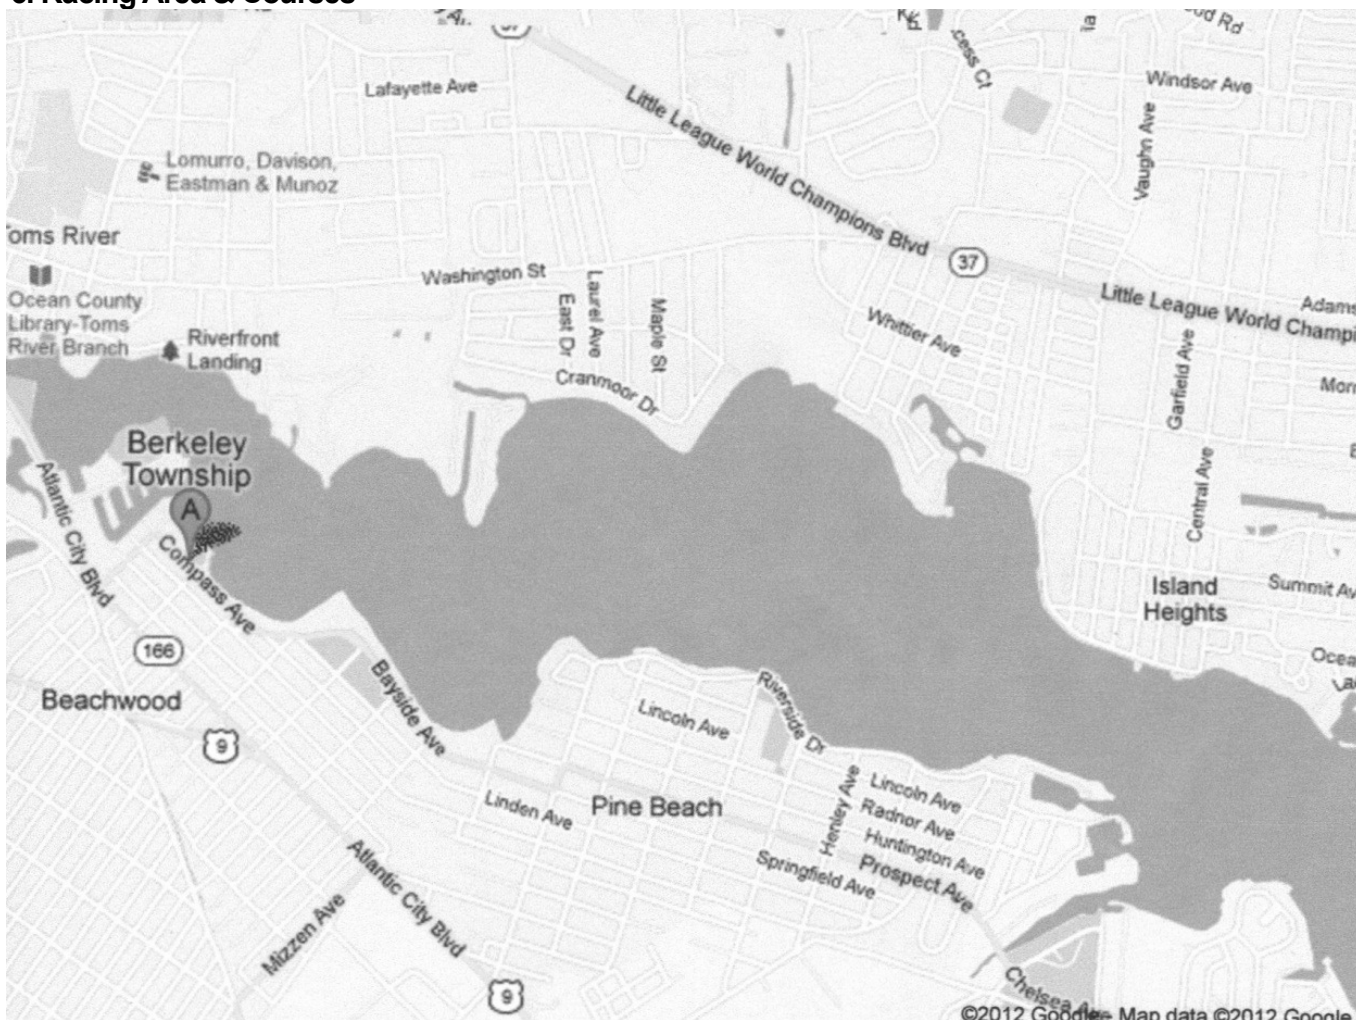 Lafayette Ave
Windsor Ave
Little League World Champions Blvd
Vaughn Ave
Lomurro, Davison,
Eastman & Munoz
oms River
Washington St
37
Little League World Champi
Adams
Ocean County
Library-Toms
River Branch
Riverfront
Landing
East Dr
Laurel Ave
Maple St
Whittier Ave
Garfield Ave
Cranmoor Dr
Berkeley
Township
A
Central Ave
Atlantic City Blvd
Compass Ave
Island
Heights
Summit Av
166
Beachwood
Bayside Ave
Riverside Dr
Lincoln Ave
9
Pine Beach
Linden Ave
Henley Ave
Lincoln Ave
Radnor Ave
Huntington Ave
Prospect Ave
Springfield Ave
Atlantic City Blvd
Mizzen Ave
9
Chelsea
©2012 Google - Map data ©2012 Google